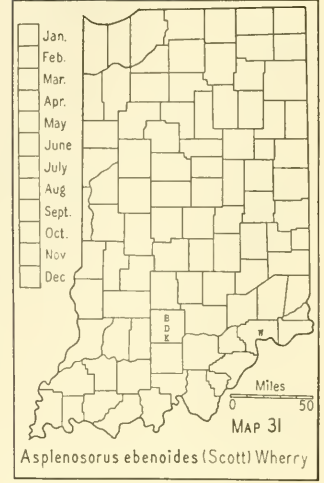 Jan.
Feb.
Mar.
Apr.
May
June
July
Aug
Sept.
Oct.
Nov
Dec
E
D
K
W
Miles
0 50
MAP 31
Asplenosorus ebenoides (Scott) Wherry